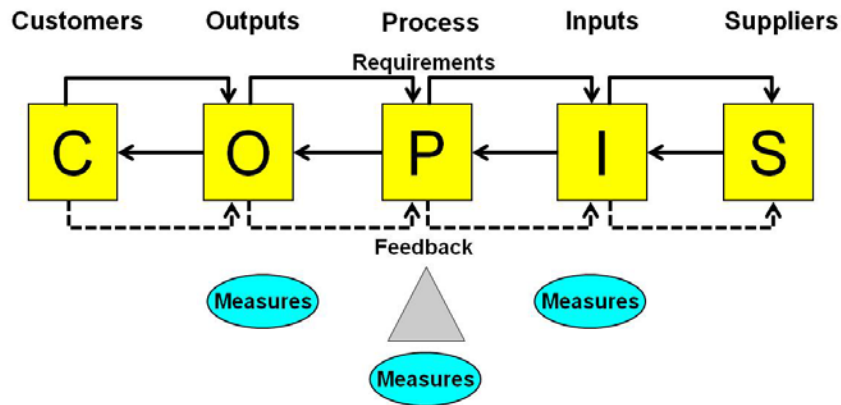 Customers Outputs Process Inputs Suppliers
Requirements
C O P I S
Feedback
Measures Measures
Measures